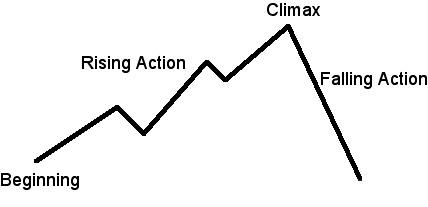 Climax
Rising Action
Falling Action
Beginning